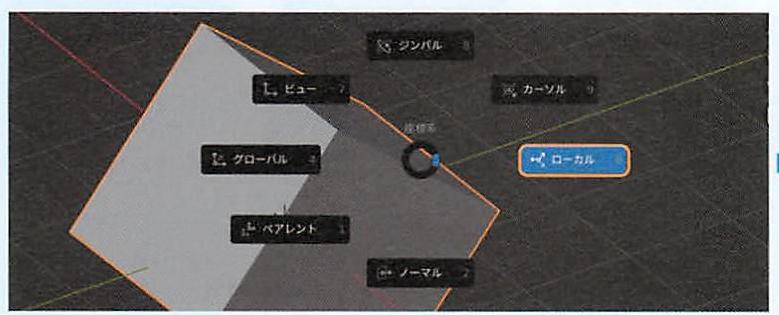 ジンバル 8
ビュー 7
カーソル 9
座標系
グローバル 4
ローカル 6
ペアレント 1
ノーマル 2